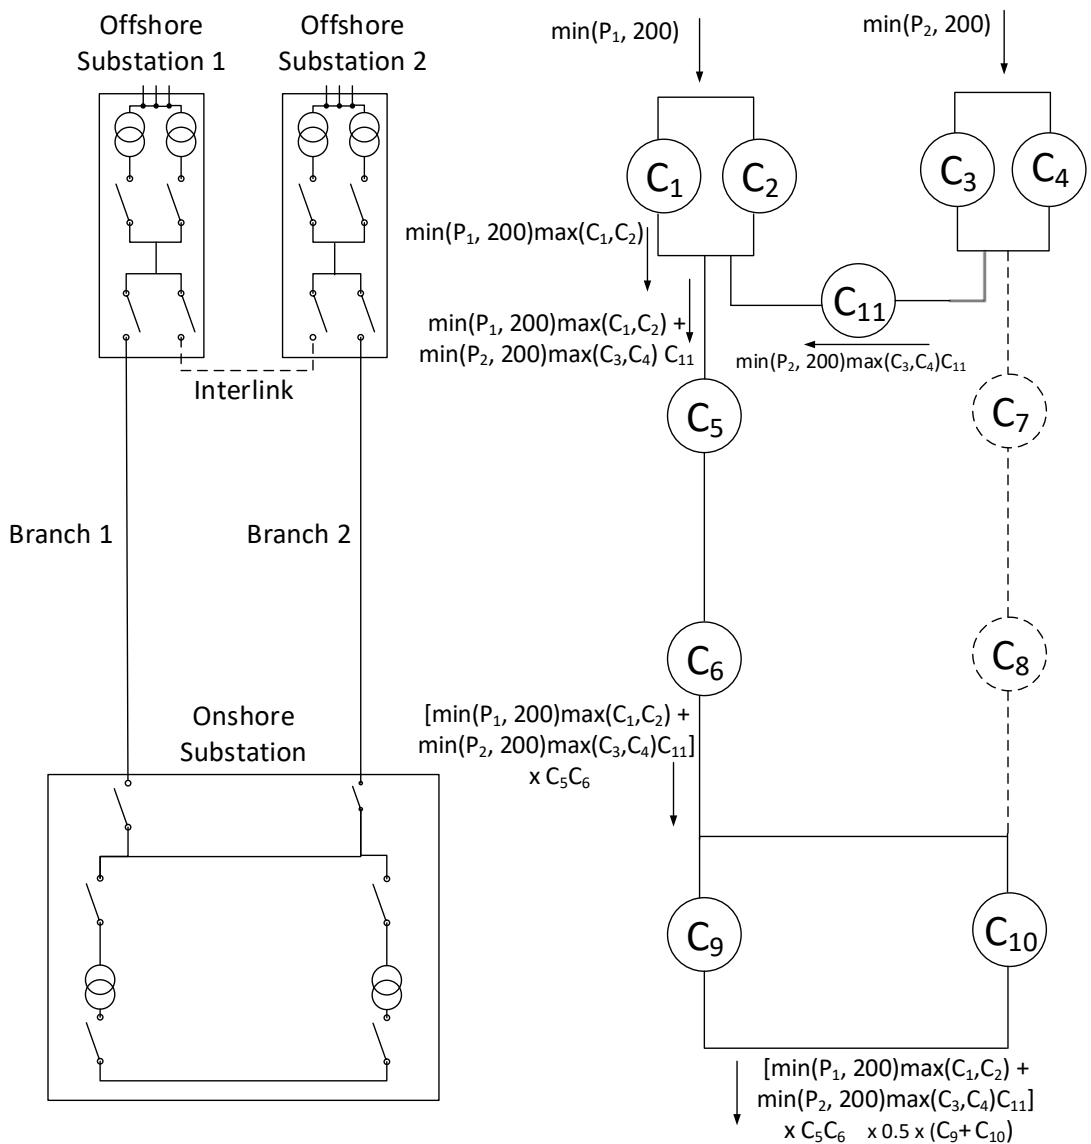 Offshore
Substation 1
Offshore
Substation 2
Interlink
Branch 1
Branch 2
Onshore
Substation
min(P₁, 200)
min(P₂, 200)
C₁
C₂
C₃
C₄
min(P₁, 200)max(C₁,C₂)
C₁₁
min(P₁, 200)max(C₁,C₂) +
min(P₂, 200)max(C₃,C₄) C₁₁
min(P₂, 200)max(C₃,C₄)C₁₁
C₅
C₇
C₆
C₈
[min(P₁, 200)max(C₁,C₂) +
min(P₂, 200)max(C₃,C₄)C₁₁]
x C₅C₆
C₉
C₁₀
[min(P₁, 200)max(C₁,C₂) +
min(P₂, 200)max(C₃,C₄)C₁₁]
x C₅C₆ x 0.5 x (C₉+ C₁₀)